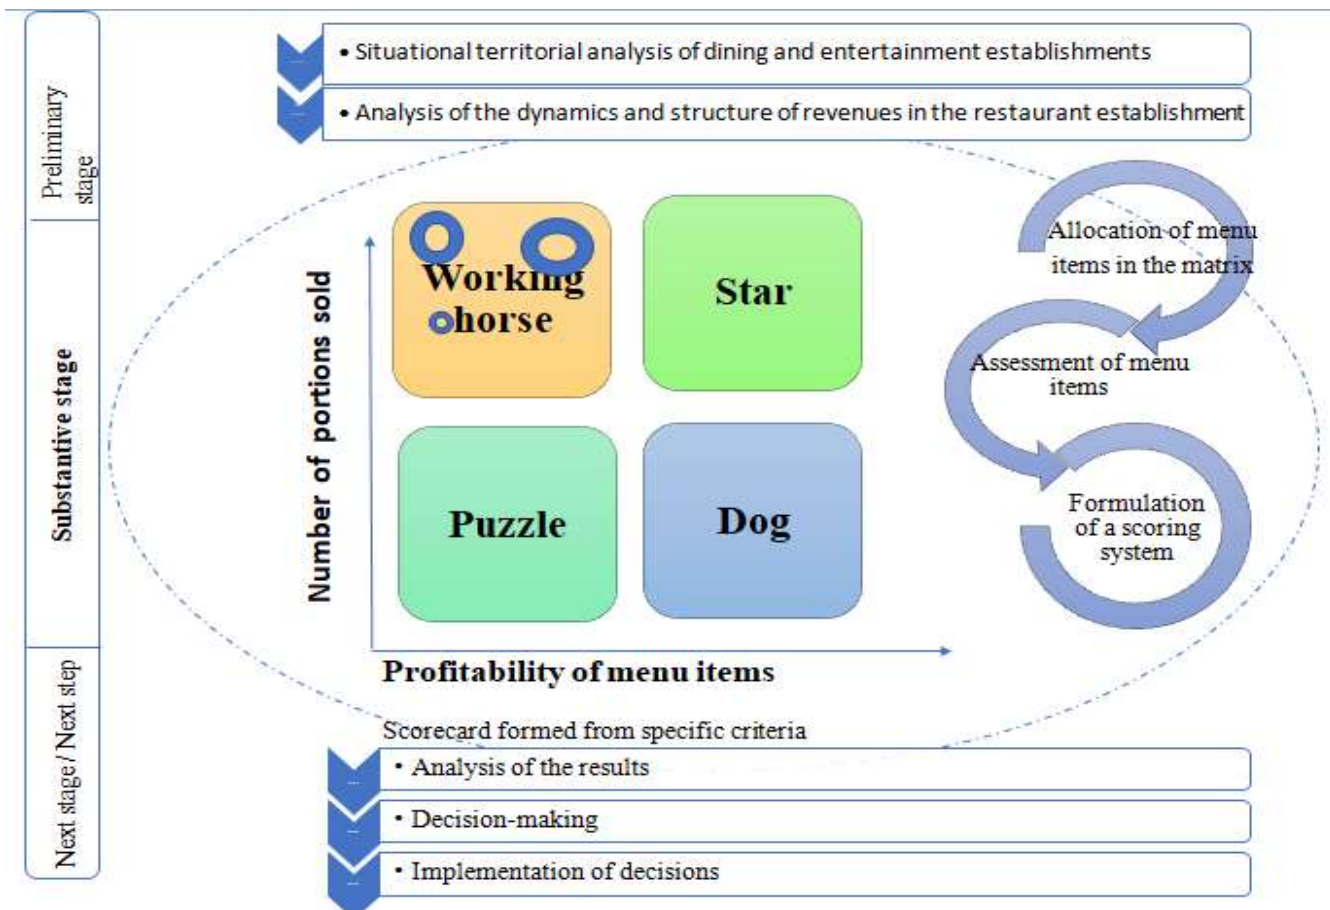 Preliminary
stage
• Situational territorial analysis of dining and entertainment establishments
• Analysis of the dynamics and structure of revenues in the restaurant establishment
Substantive stage
Number of portions sold
Working
horse
Star
Puzzle
Dog
Profitability of menu items
Allocation of menu
items in the matrix
Assessment of menu
items
Formulation
of a scoring
system
Next stage / Next step
Scorecard formed from specific criteria
• Analysis of the results
• Decision-making
• Implementation of decisions